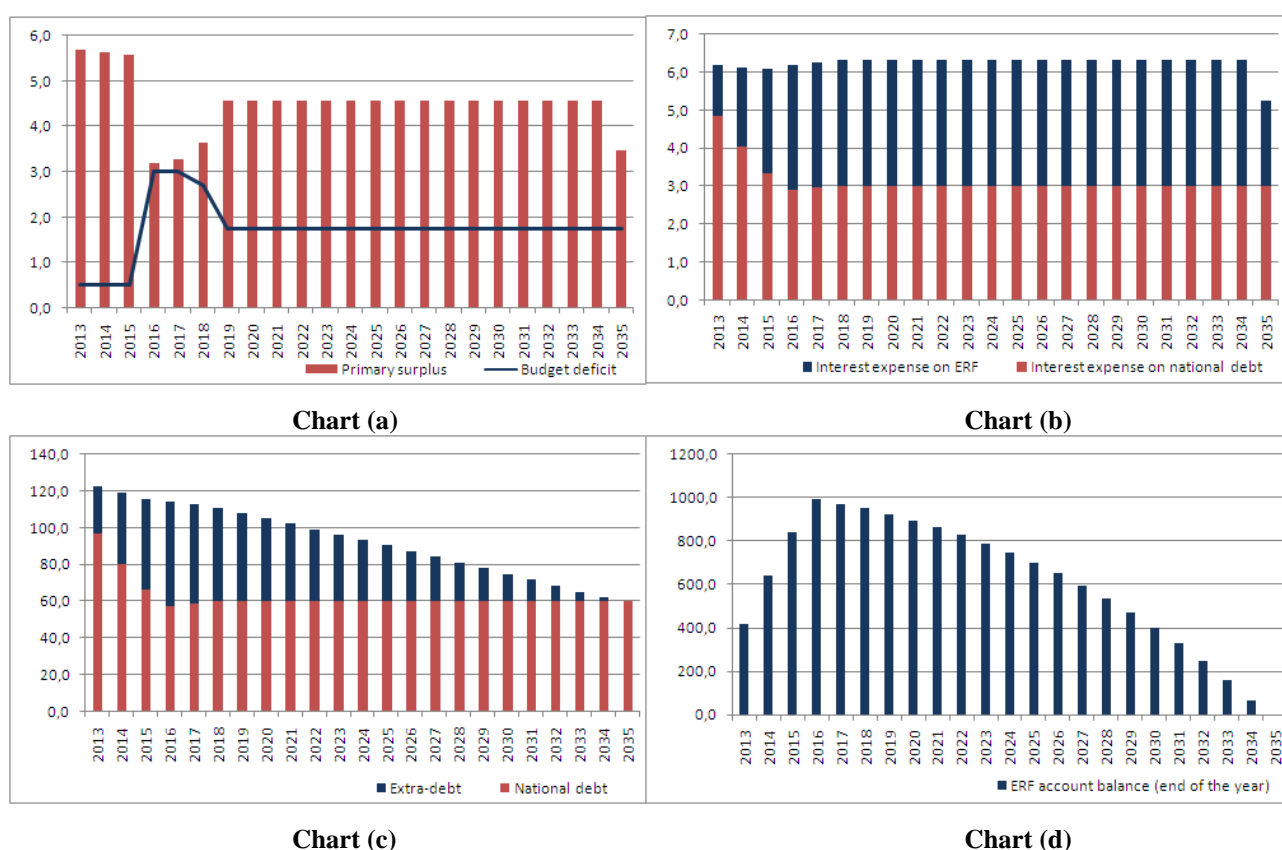 6,0
5,0
4,0
3,0
2,0
1,0
0,0
2013 2014 2015 2016 2017 2018 2019 2020 2021 2022 2023 2024 2025 2026 2027 2028 2029 2030 2031 2032 2033 2034 2035
Primary surplus Budget deficit
Chart (a)
7,0
6,0
5,0
4,0
3,0
2,0
1,0
0,0
2013 2014 2015 2016 2017 2018 2019 2020 2021 2022 2023 2024 2025 2026 2027 2028 2029 2030 2031 2032 2033 2034 2035
Interest expense on ERF Interest expense on national debt
Chart (b)
140,0
120,0
100,0
80,0
60,0
40,0
20,0
0,0
2013 2014 2015 2016 2017 2018 2019 2020 2021 2022 2023 2024 2025 2026 2027 2028 2029 2030 2031 2032 2033 2034 2035
Extra-debt National debt
Chart (c)
1200,0
1000,0
800,0
600,0
400,0
200,0
0,0
2013 2014 2015 2016 2017 2018 2019 2020 2021 2022 2023 2024 2025 2026 2027 2028 2029 2030 2031 2032 2033 2034 2035
ERF account balance (end of the year)
Chart (d)